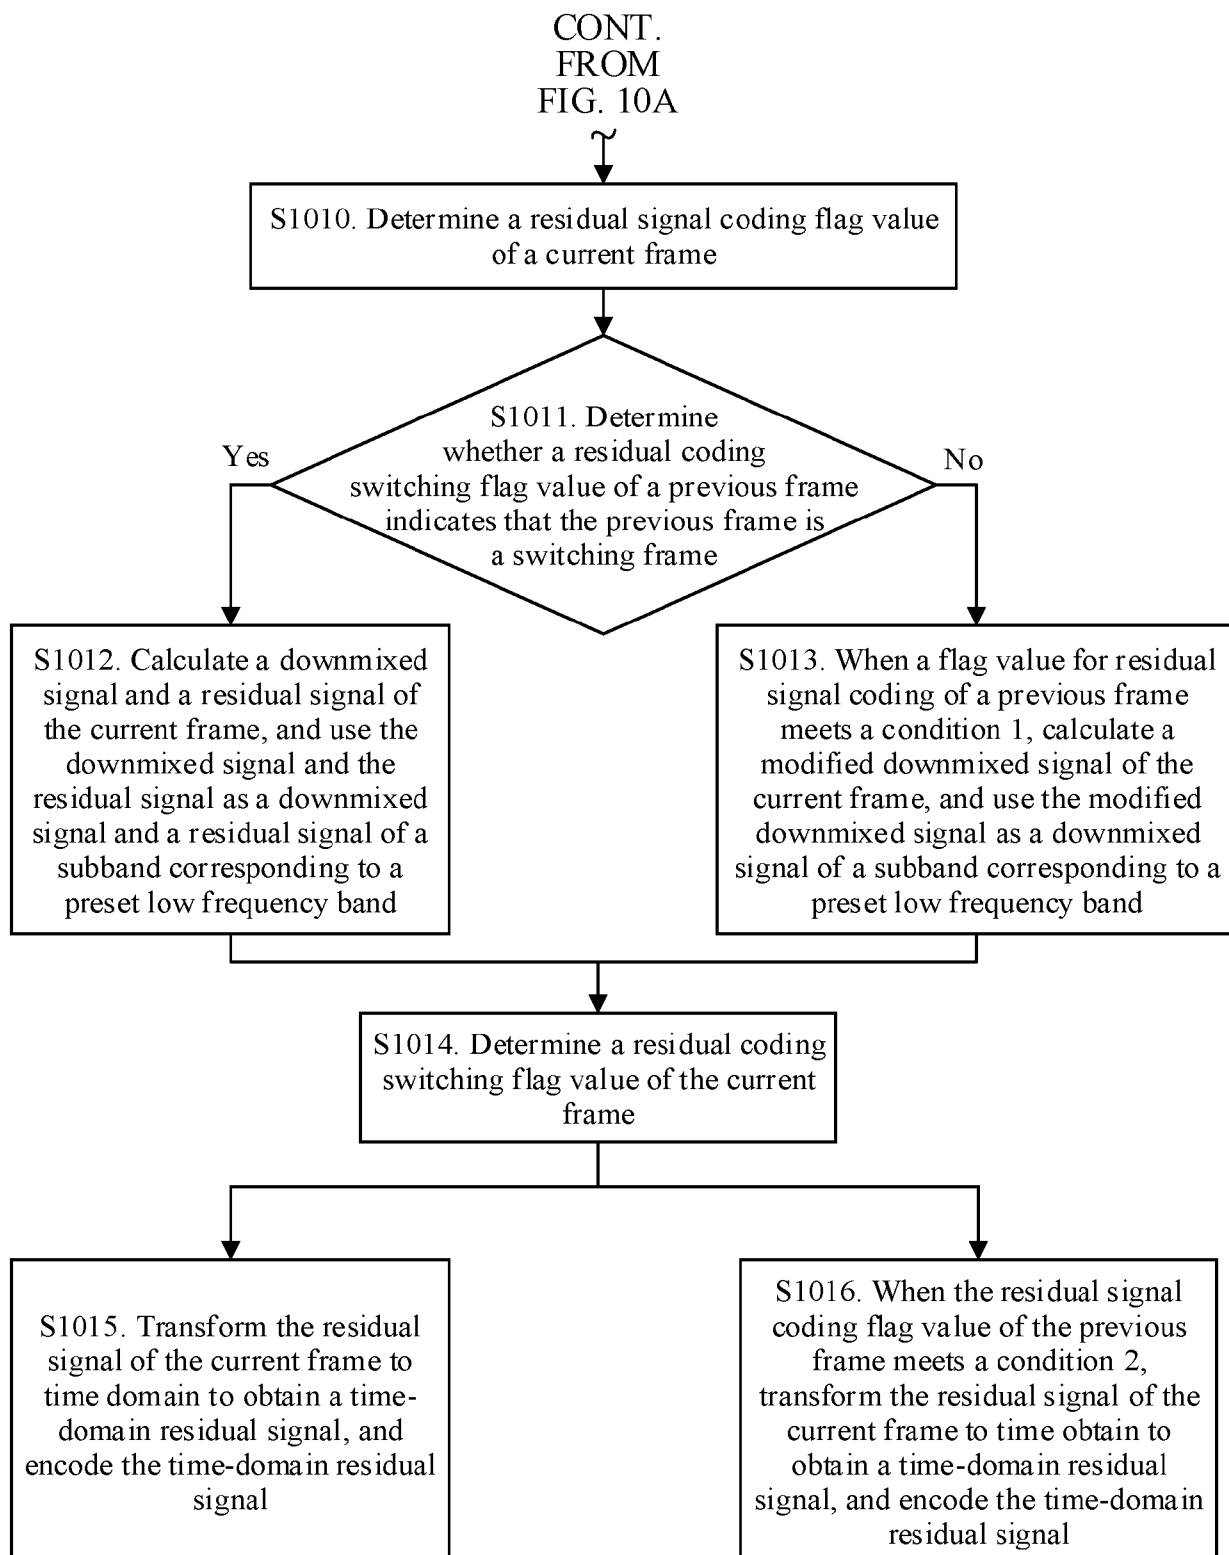 CONT.
FROM
FIG. 10A
S1010. Determine a residual signal coding flag value
of a current frame
S1011. Determine
whether a residual coding
switching flag value of a previous frame
indicates that the previous frame is
a switching frame
Yes
No
S1012. Calculate a downmixed
signal and a residual signal of
the current frame, and use the
downmixed signal and the
residual signal as a downmixed
signal and a residual signal of a
subband corresponding to a
preset low frequency band
S1013. When a flag value for residual
signal coding of a previous frame
meets a condition 1, calculate a
modified downmixed signal of the
current frame, and use the modified
downmixed signal as a downmixed
signal of a subband corresponding to a
preset low frequency band
S1014. Determine a residual coding
switching flag value of the current
frame
S1015. Transform the residual
signal of the current frame to
time domain to obtain a time-
domain residual signal, and
encode the time-domain residual
signal
S1016. When the residual signal
coding flag value of the previous
frame meets a condition 2,
transform the residual signal of the
current frame to time obtain to
obtain a time-domain residual
signal, and encode the time-domain
residual signal